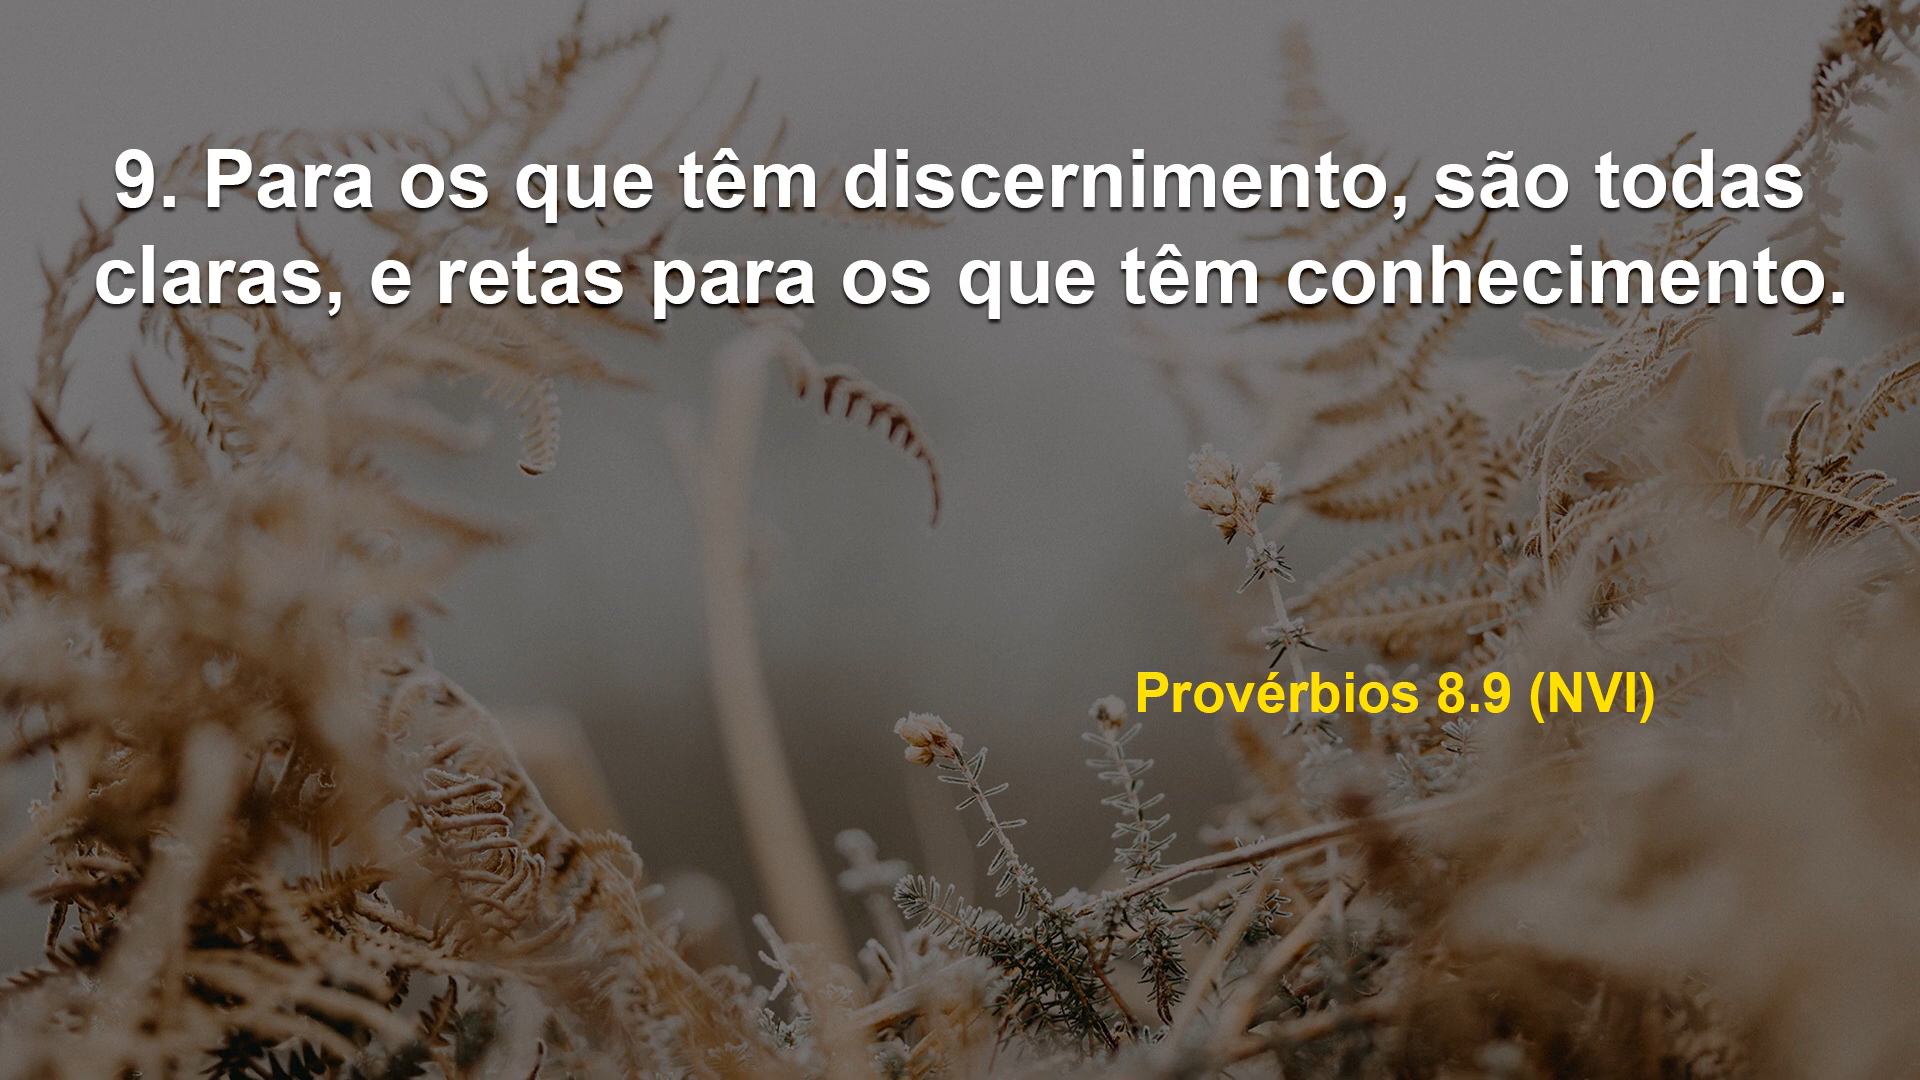 9. Para os que têm discernimento, são todas
claras, e retas para os que têm conhecimento.
Provérbios 8.9 (NVI)